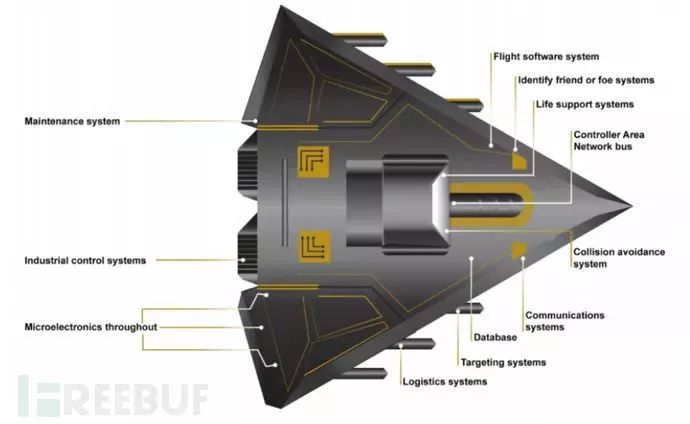 Flight software system
Identify friend or foe systems
Life support systems
Maintenance system
Controller Area
Network bus
Collision avoidance
system
Industrial control systems
Communications
systems
Microelectronics throughout
Database
Targeting systems
Logistics systems
FREEBUF